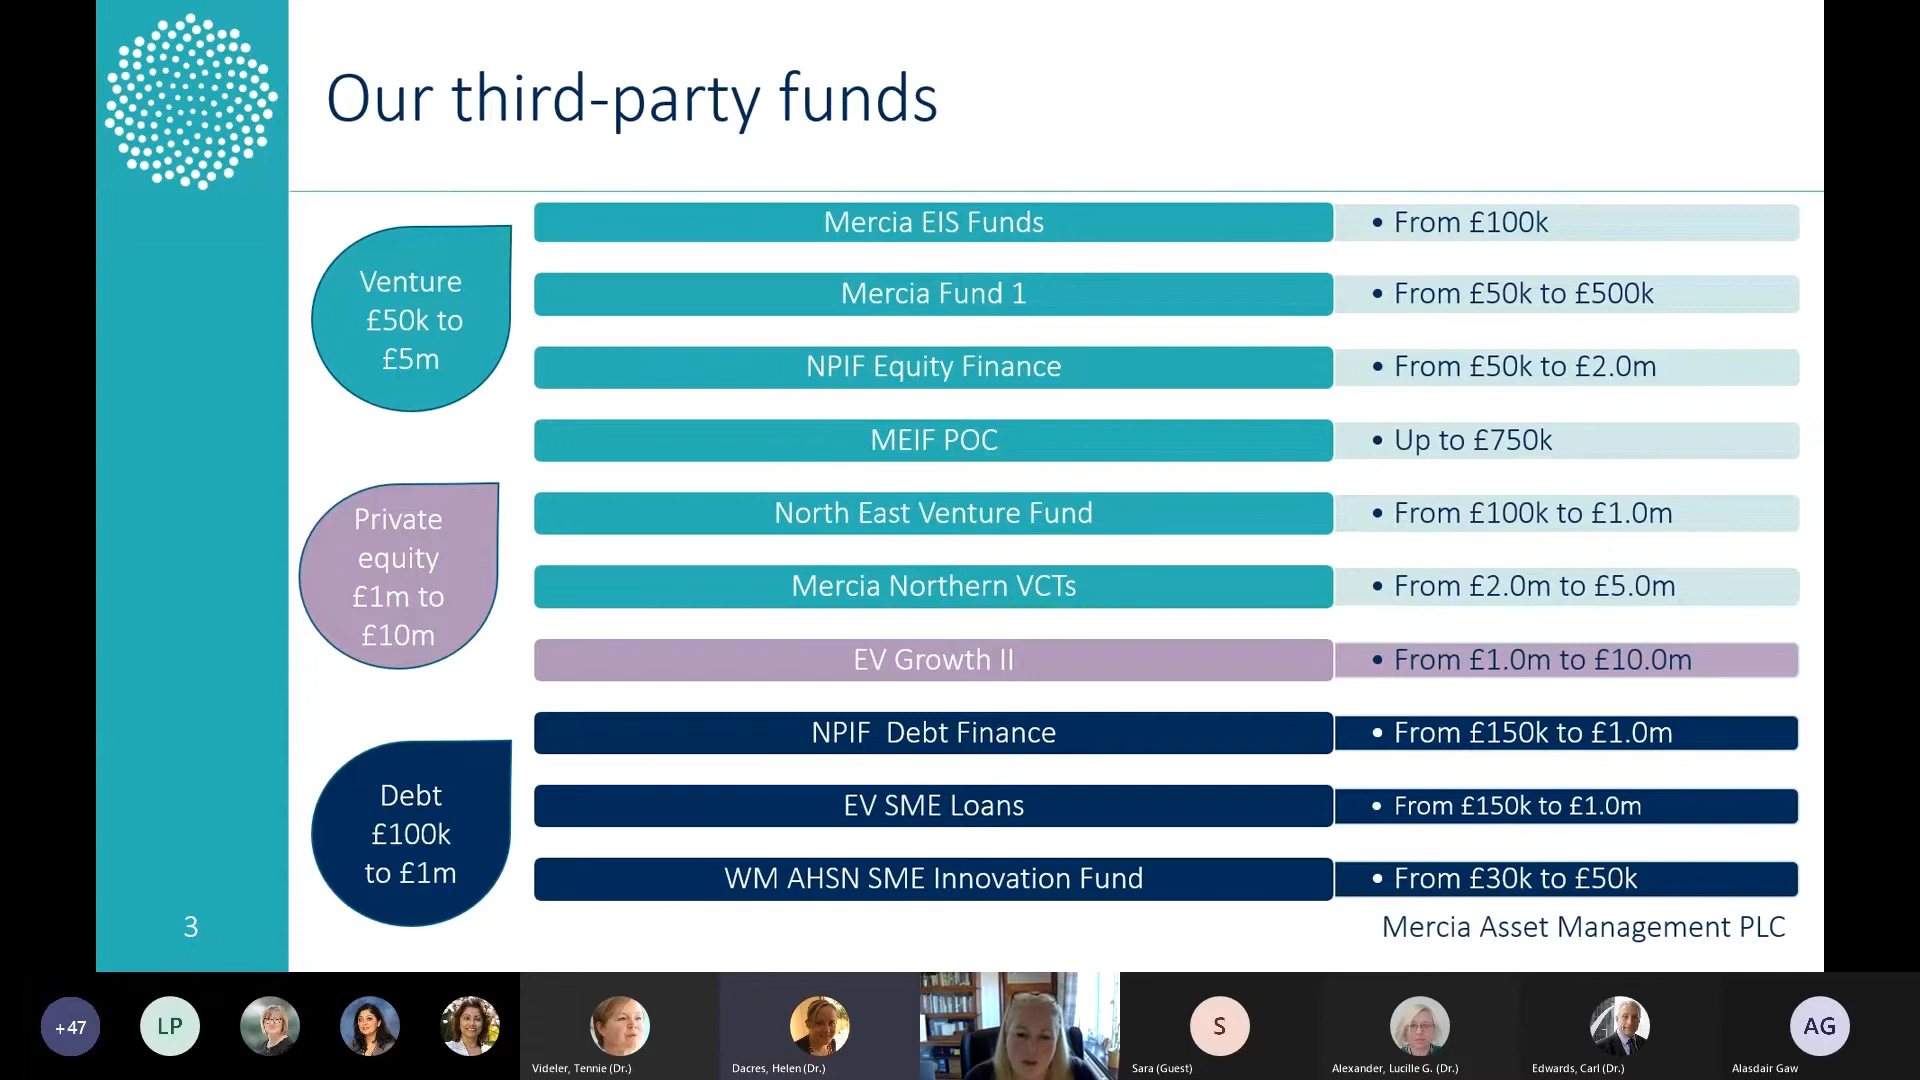 Our third-party funds
Venture
£50k to
£5m
Private
equity
£1m to
£10m
Debt
£100k
to £1m
Mercia EIS Funds
• From £100k
Mercia Fund 1
• From £50k to £500k
NPIF Equity Finance
• From £50k to £2.0m
MEIF POC
• Up to £750k
North East Venture Fund
• From £100k to £1.0m
Mercia Northern VCTs
• From £2.0m to £5.0m
EV Growth II
• From £1.0m to £10.0m
NPIF  Debt Finance
• From £150k to £1.0m
EV SME Loans
• From £150k to £1.0m
WM AHSN SME Innovation Fund
• From £30k to £50k
3
Mercia Asset Management PLC
+47
LP
Videler, Tennie (Dr.)
Dacres, Helen (Dr.)
S
Sara (Guest)
Alexander, Lucille G. (Dr.)
Edwards, Carl (Dr.)
AG
Alasdair Gaw